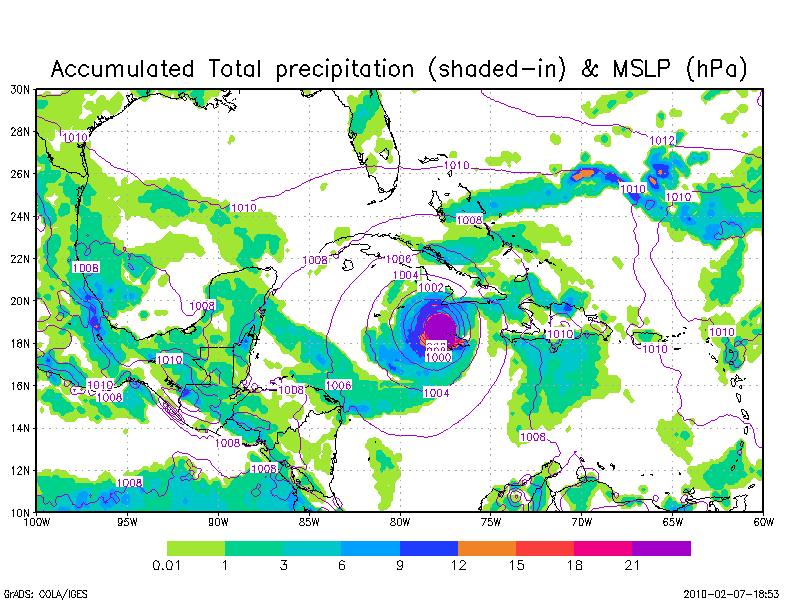 Accumulated Total precipitation (shaded-in) & MSLP (hPa)
30N
28N
1010
1012
26N
1010
1010
1010
24N
1010
1008
22N
1008
1006
1008
1004
20N
1002
1008
18N
1010
1010
1010
1000
1010
16N
1010
1006
1008
1004
1008
14N
1008
1008
12N
1008
1008
10N
100W 95W 90W 85W 80W 75W 70W 65W 60W
0.01 1 3 6 9 12 15 18 21
GrADS: COLA/IGES
2010-02-07-18:53